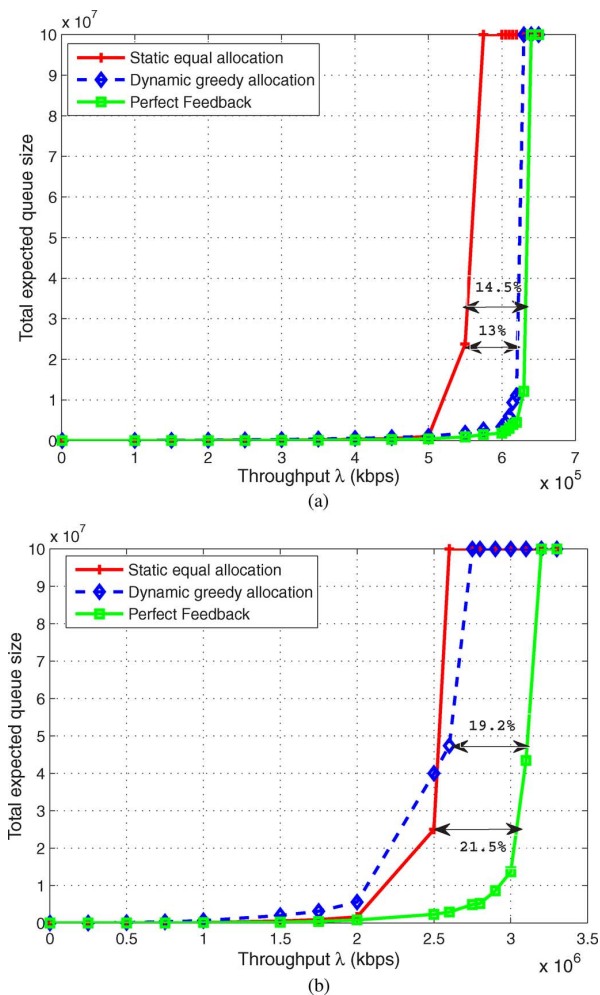 x 10^7
10
9
8
7
6
5
4
3
2
1
0
Total expected queue size
Static equal allocation
Dynamic greedy allocation
Perfect Feedback
14.5%
13%
0 1 2 3 4 5 6 7
Throughput λ (kbps)
x 10^5
(a)
x 10^7
10
9
8
7
6
5
4
3
2
1
0
Total expected queue size
Static equal allocation
Dynamic greedy allocation
Perfect Feedback
19.2%
21.5%
0 0.5 1 1.5 2 2.5 3 3.5
Throughput λ (kbps)
x 10^6
(b)